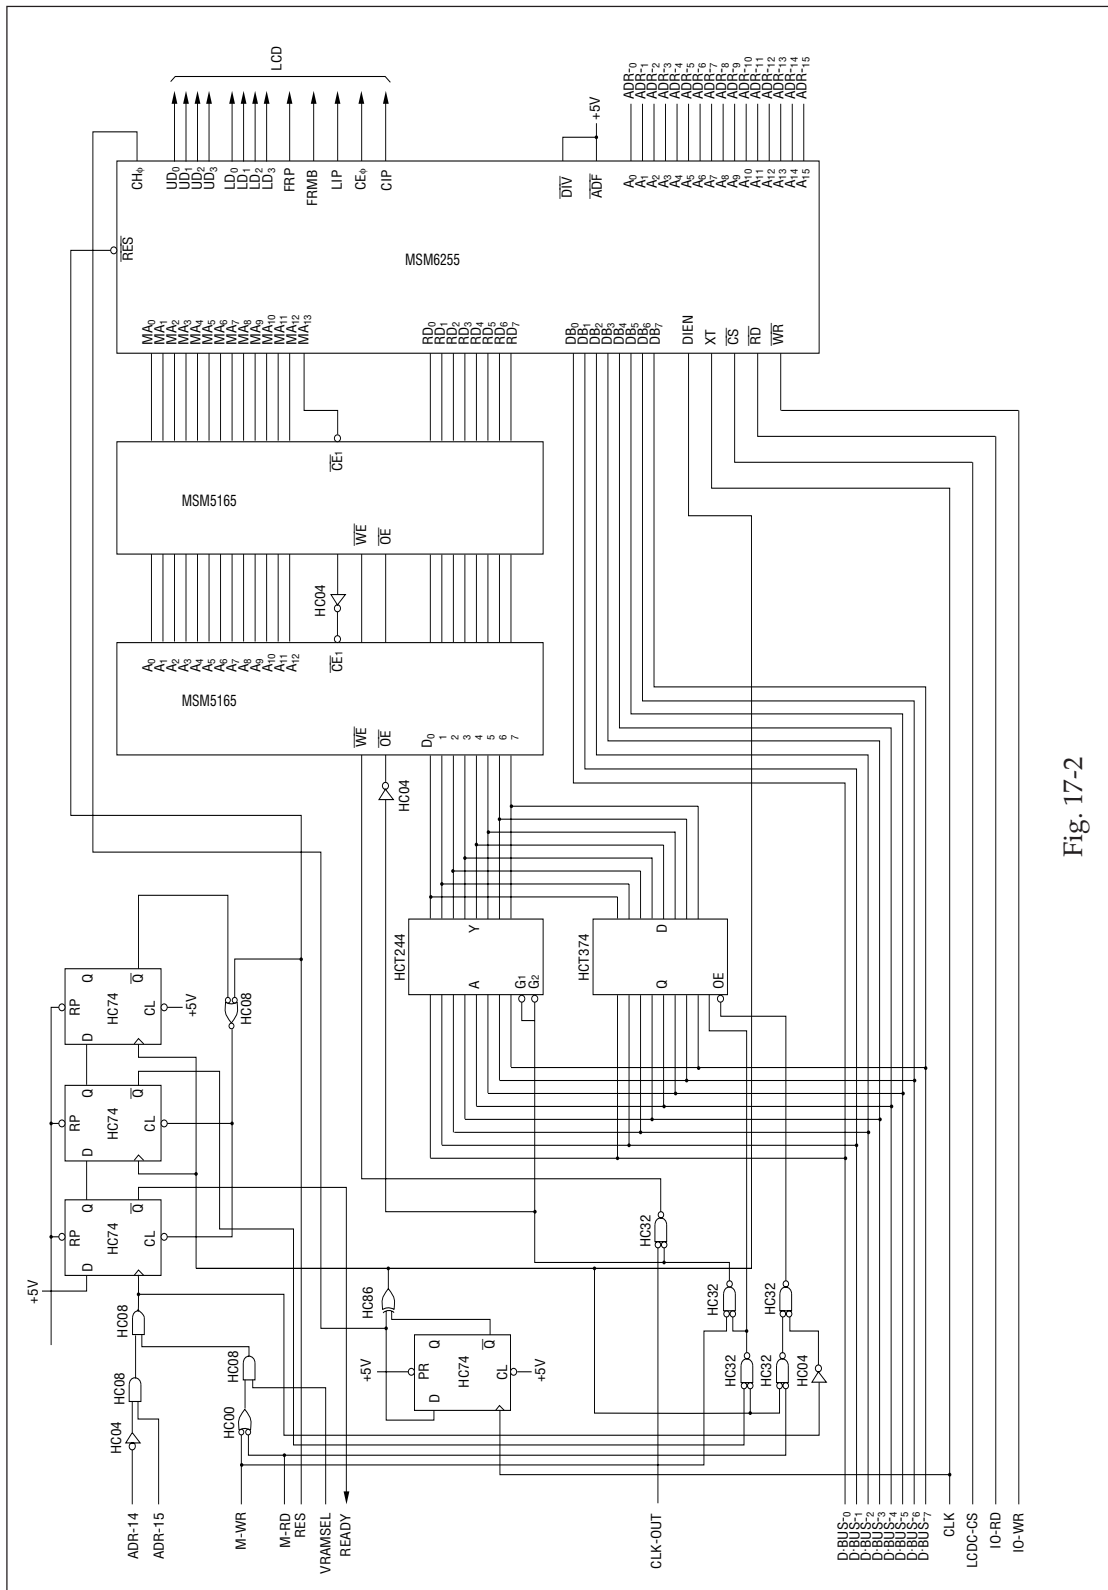 +5V
ADR-14
ADR-15
HC04
HC08
HC08
D
RP
Q
HC74
CL
Q
D
RP
Q
HC74
CL
Q
D
RP
Q
HC74
CL
Q
+5V
HC08
M-WR
M-RD
RES
VRAMSEL
READY
HC00
HC08
HC86
+5V
PR
D
Q
HC74
CL
Q
+5V
CLK-OUT
HC32
HC32
HC32
HC32
HC32
HC04
HCT244
A
Y
G1
G2
HCT374
Q
D
OE
HC04
MSM5165
A0
A1
A2
A3
A4
A5
A6
A7
A8
A9
A10
A11
A12
CE1
WE
OE
D0
1
2
3
4
5
6
7
HC04
MSM5165
CE1
WE
OE
MSM6255
RES
MA0
MA1
MA2
MA3
MA4
MA5
MA6
MA7
MA8
MA9
MA10
MA11
MA12
MA13
RD0
RD1
RD2
RD3
RD4
RD5
RD6
RD7
DB0
DB1
DB2
DB3
DB4
DB5
DB6
DB7
DIEN
XT
CS
RD
WR
CHϕ
UD0
UD1
UD2
UD3
LD0
LD1
LD2
LD3
FRP
FRMB
LIP
CEϕ
CIP
LCD
DIV
ADF
+5V
A0
A1
A2
A3
A4
A5
A6
A7
A8
A9
A10
A11
A12
A13
A14
A15
ADR-0
ADR-1
ADR-2
ADR-3
ADR-4
ADR-5
ADR-6
ADR-7
ADR-8
ADR-9
ADR-10
ADR-11
ADR-12
ADR-13
ADR-14
ADR-15
D-BUS-0
D-BUS-1
D-BUS-2
D-BUS-3
D-BUS-4
D-BUS-5
D-BUS-6
D-BUS-7
CLK
LCDC-CS
IO-RD
IO-WR
Fig. 17-2